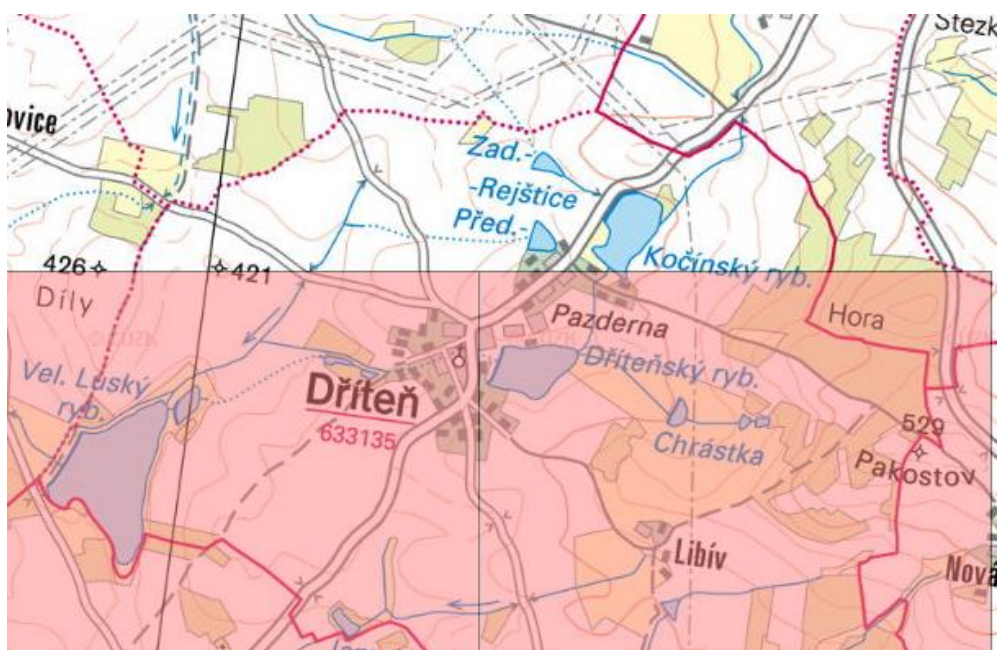 Stezk
ovice
Zad.-
-Rejštice
Před.-
Kočínský ryb.
426
421
Díly
Pazderna
Hora
Vel. Luský
ryb.
Dříteň
633135
Dříteňský ryb.
Chrástka
529
Pakostov
Libív
Nová